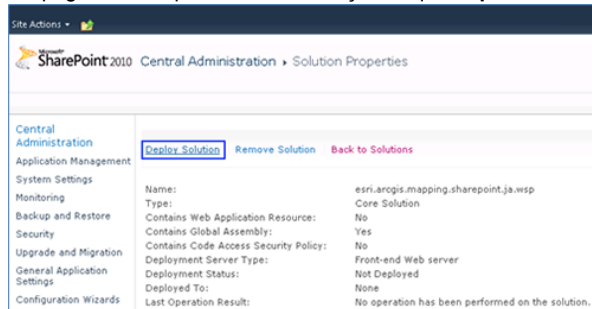 Site Actions
Microsoft
SharePoint 2010 Central Administration ▸ Solution Properties
Central
Administration
Application Management
System Settings
Monitoring
Backup and Restore
Security
Upgrade and Migration
General Application
Settings
Configuration Wizards
Deploy Solution Remove Solution Back to Solutions
Name: esri.arcgis.mapping.sharepoint.ja.wsp
Type: Core Solution
Contains Web Application Resource: No
Contains Global Assembly: Yes
Contains Code Access Security Policy: No
Deployment Server Type: Front-end Web server
Deployment Status: Not Deployed
Deployed To: None
Last Operation Result: No operation has been performed on the solution.